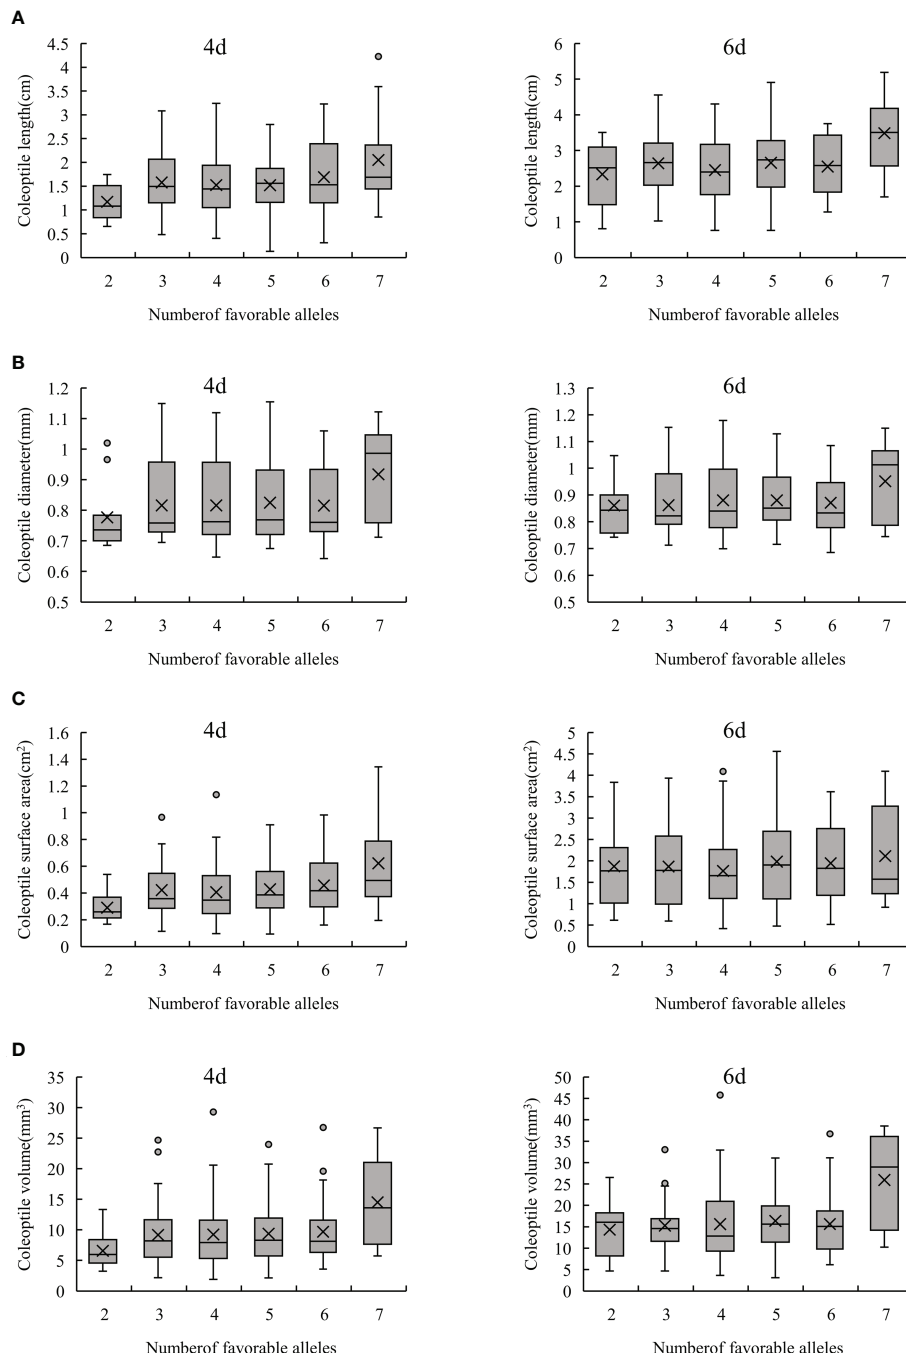 A
4d
Coleoptile length(cm)
4.5
4
3.5
3
2.5
2
1.5
1
0.5
0
2 3 4 5 6 7
Numberof favorable alleles
6d
Coleoptile length(cm)
6
5
4
3
2
1
0
2 3 4 5 6 7
Numberof favorable alleles
B
4d
Coleoptile diameter(mm)
1.2
1.1
1
0.9
0.8
0.7
0.6
0.5
2 3 4 5 6 7
Numberof favorable alleles
6d
Coleoptile diameter(mm)
1.3
1.2
1.1
1
0.9
0.8
0.7
0.6
0.5
2 3 4 5 6 7
Numberof favorable alleles
C
4d
Coleoptile surface area(cm²)
1.6
1.4
1.2
1
0.8
0.6
0.4
0.2
0
2 3 4 5 6 7
Numberof favorable alleles
6d
Coleoptile surface area(cm²)
5
4.5
4
3.5
3
2.5
2
1.5
1
0.5
0
2 3 4 5 6 7
Numberof favorable alleles
D
4d
Coleoptile volume(mm³)
35
30
25
20
15
10
5
0
2 3 4 5 6 7
Numberof favorable alleles
6d
Coleoptile volume(mm³)
50
45
40
35
30
25
20
15
10
5
0
2 3 4 5 6 7
Numberof favorable alleles